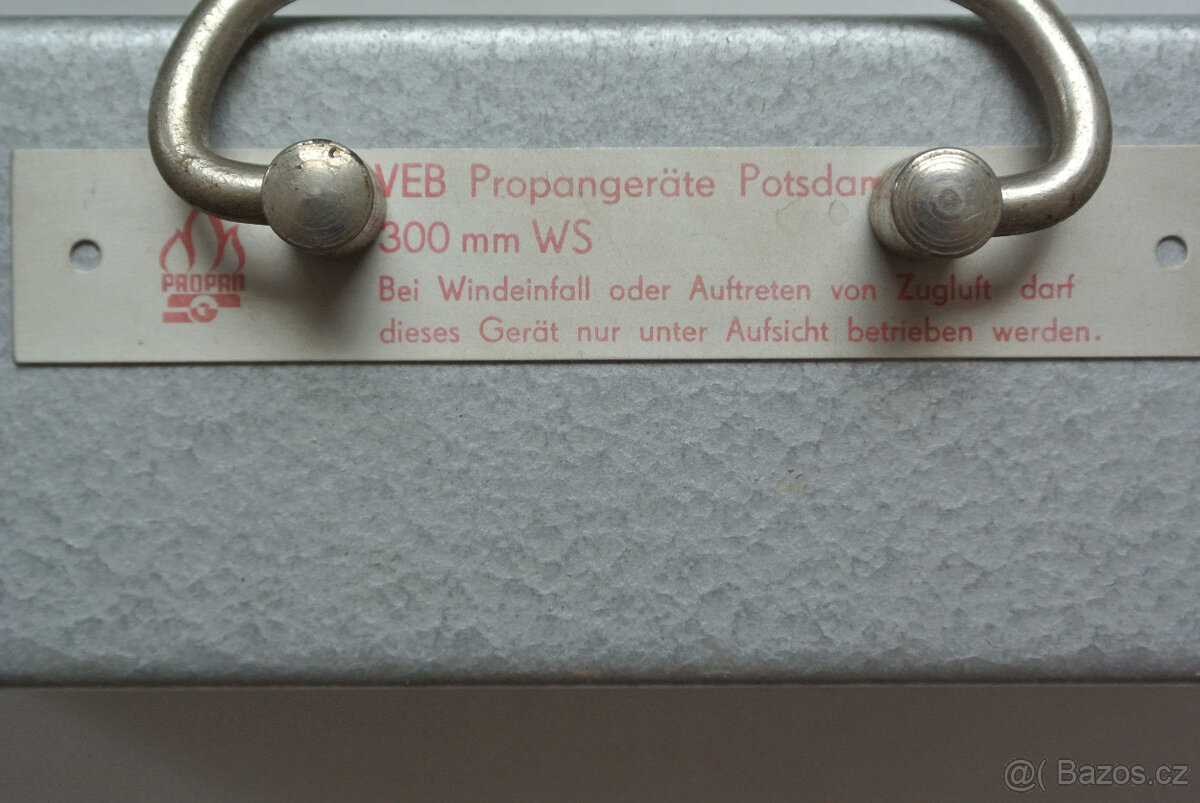 VEB Propangeräte Potsdam
300 mm WS
PROPAN
Bei Windeinfall oder Auftreten von Zugluft darf
dieses Gerät nur unter Aufsicht betrieben werden.
@( Bazos.cz